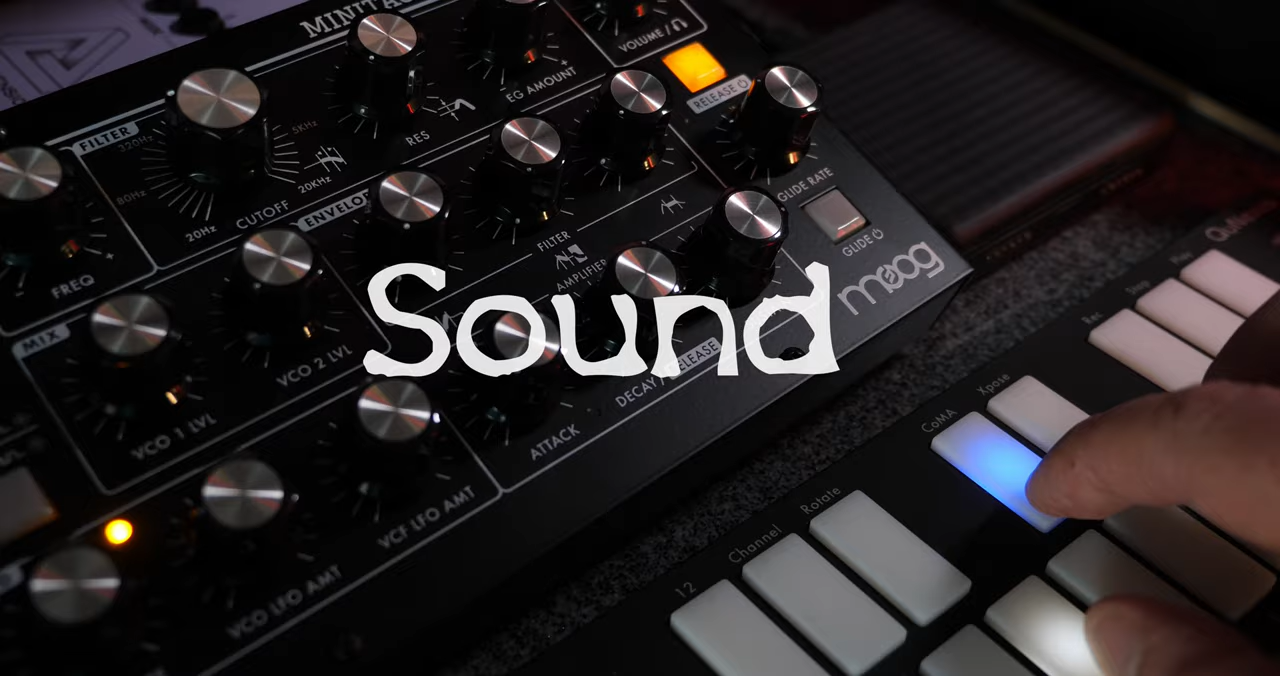 MINITA
VOLUME /
FILTER
320Hz
5KHz
RES
EG AMOUNT
RELEASE
80Hz
20KHz
20Hz
CUTOFF
GLIDE RATE
FREQ
ENVELO
FILTER
AMPLIFIER
GLIDE
moog
Sound
MIX
VCO 2 LVL
DECAY / RELEASE
VCO 1 LVL
ATTACK
VCF LFO AMT
VCO LFO AMT
Rec
Stop
Play
CoMA
Xpose
12
Channel
Rotate